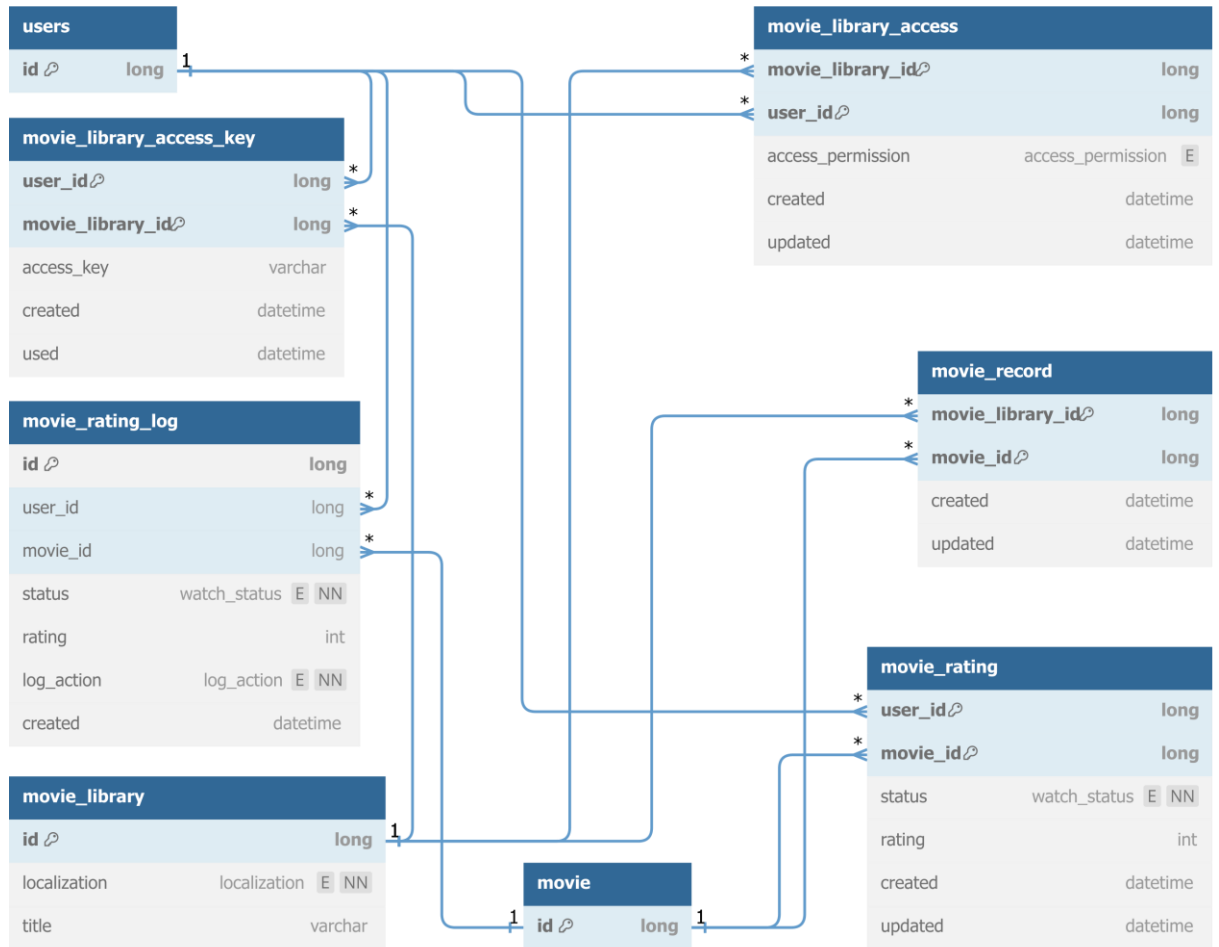 users
id long
1
movie_library_access_key
user_id long
*
movie_library_id long
*
access_key varchar
created datetime
used datetime
movie_rating_log
id long
user_id long
*
movie_id long
*
status watch_status E NN
rating int
log_action log_action E NN
created datetime
movie_library
id long
1
localization localization E NN
title varchar
movie
1
id long
1
movie_library_access
*
movie_library_id long
*
user_id long
access_permission access_permission E
created datetime
updated datetime
movie_record
*
movie_library_id long
*
movie_id long
created datetime
updated datetime
movie_rating
*
user_id long
*
movie_id long
status watch_status E NN
rating int
created datetime
updated datetime